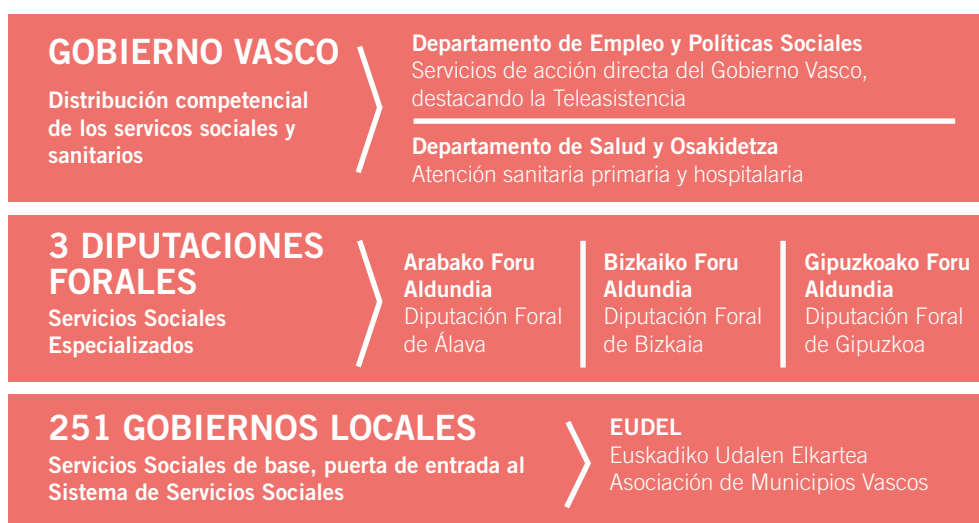 GOBIERNO VASCO
Distribución competencial
de los servicos sociales y
sanitarios
Departamento de Empleo y Políticas Sociales
Servicios de acción directa del Gobierno Vasco,
destacando la Teleasistencia
Departamento de Salud y Osakidetza
Atención sanitaria primaria y hospitalaria
3 DIPUTACIONES
FORALES
Servicios Sociales
Especializados
Arabako Foru
Aldundia
Diputación Foral
de Álava
Bizkaiko Foru
Aldundia
Diputación Foral
de Bizkaia
Gipuzkoako Foru
Aldundia
Diputación Foral
de Gipuzkoa
251 GOBIERNOS LOCALES
Servicios Sociales de base, puerta de entrada al
Sistema de Servicios Sociales
EUDEL
Euskadiko Udalen Elkartea
Asociación de Municipios Vascos